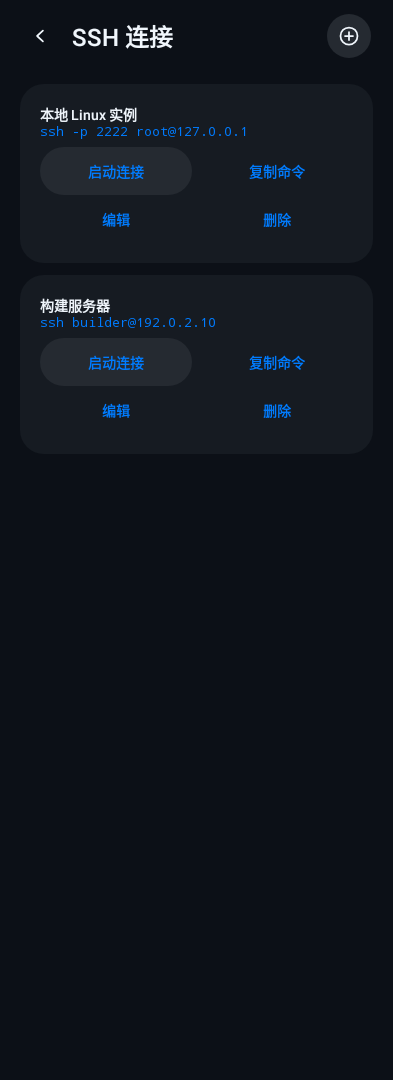 SSH 连接
本地 Linux 实例
ssh -p 2222 root@127.0.0.1
启动连接 复制命令
编辑 删除
构建服务器
ssh builder@192.0.2.10
启动连接 复制命令
编辑 删除